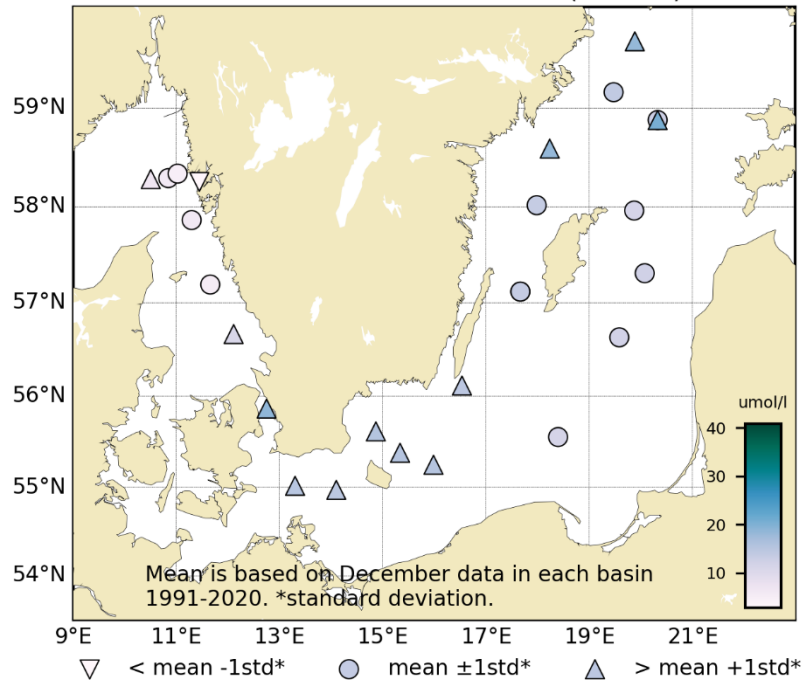 59°N
58°N
57°N
56°N
55°N
54°N
umol/l
40
30
20
10
Mean is based on December data in each basin
1991-2020. *standard deviation.
9°E 11°E 13°E 15°E 17°E 19°E 21°E
< mean -1std* mean ±1std* > mean +1std*